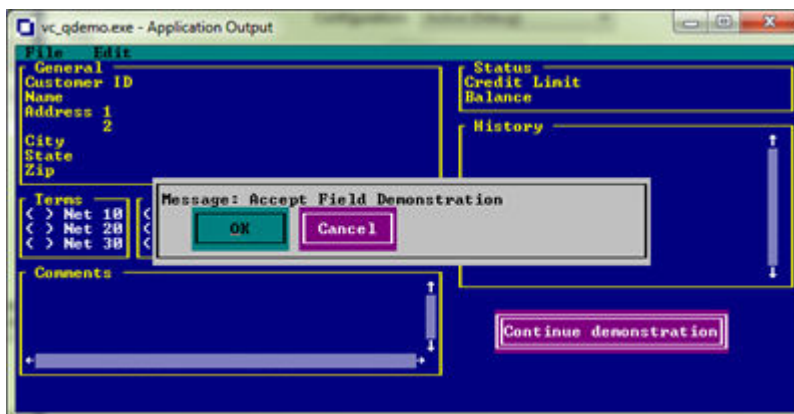 vc_qdemo.exe - Application Output
File Edit
General
Customer ID
Name
Address 1
2
City
State
Zip
Status
Credit Limit
Balance
History
Terms
( ) Net 10
( ) Net 20
( ) Net 30
Message: Accept Field Demonstration
OK Cancel
Comments
Continue demonstration